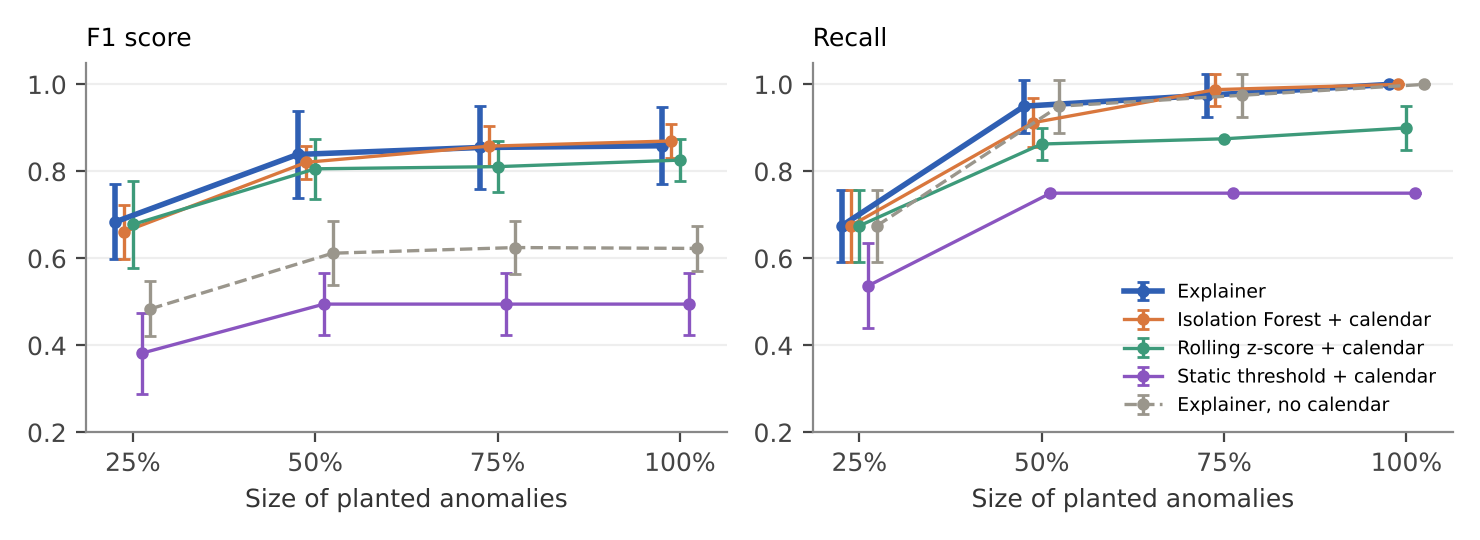 F1 score
1.0
0.8
0.6
0.4
0.2
25% 50% 75% 100%
Size of planted anomalies
Recall
1.0
0.8
0.6
0.4
0.2
Explainer
Isolation Forest + calendar
Rolling z-score + calendar
Static threshold + calendar
Explainer, no calendar
25% 50% 75% 100%
Size of planted anomalies